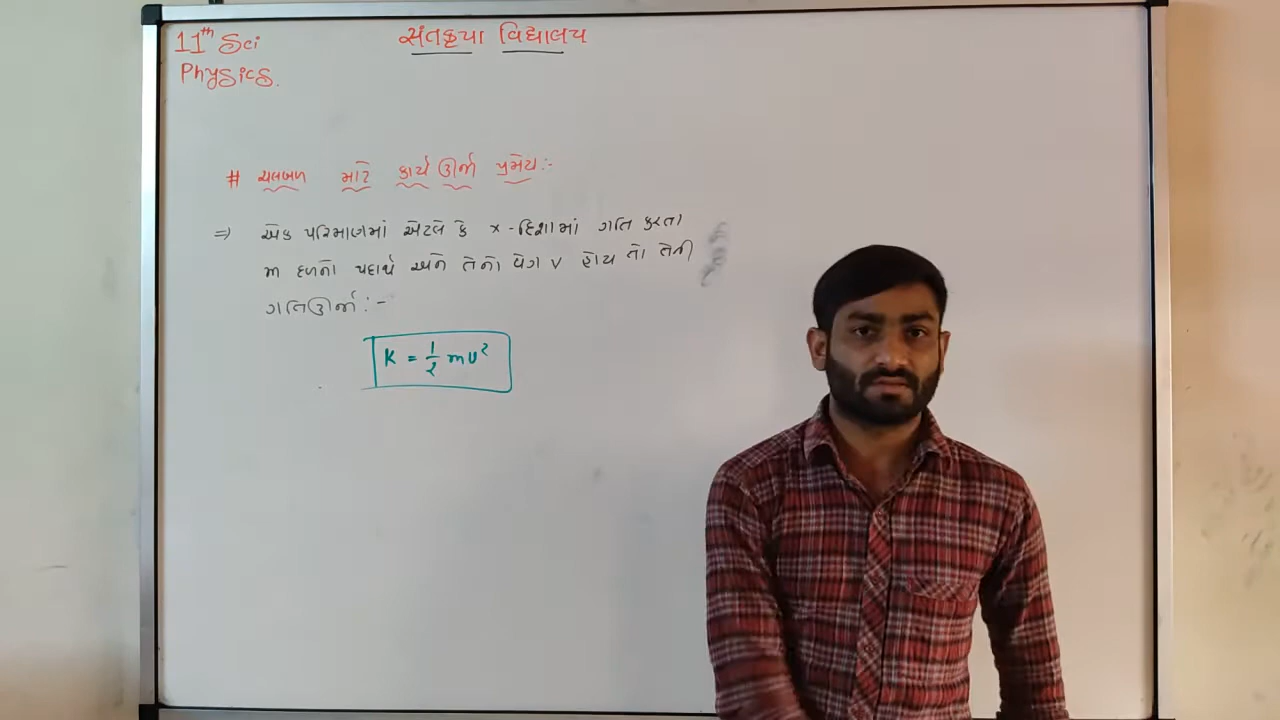 11th Sci
સંતકૃપા વિદ્યાલય
Physics.
# ચલબળ માટે કાર્ય ઊર્જા પ્રમેય:-
⇒ એક પરિમાણમાં એટલે કે x-દિશામાં ગતિ કરતા
m દળનો પદાર્થ અને તેનો વેગ v હોય તો તેની
ગતિઊર્જા:-
K = 1/2 mv²